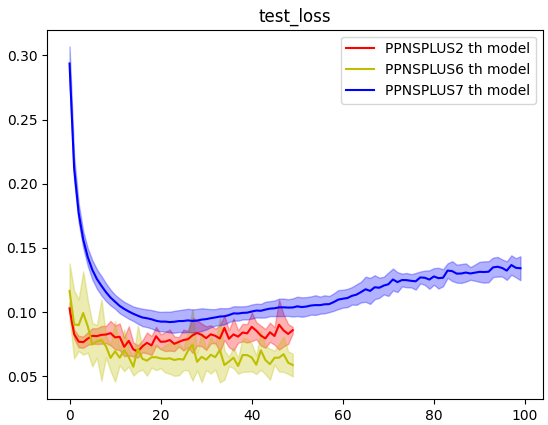 test_loss
PPNSPLUS2 th model
PPNSPLUS6 th model
PPNSPLUS7 th model
0.30
0.25
0.20
0.15
0.10
0.05
0 20 40 60 80 100